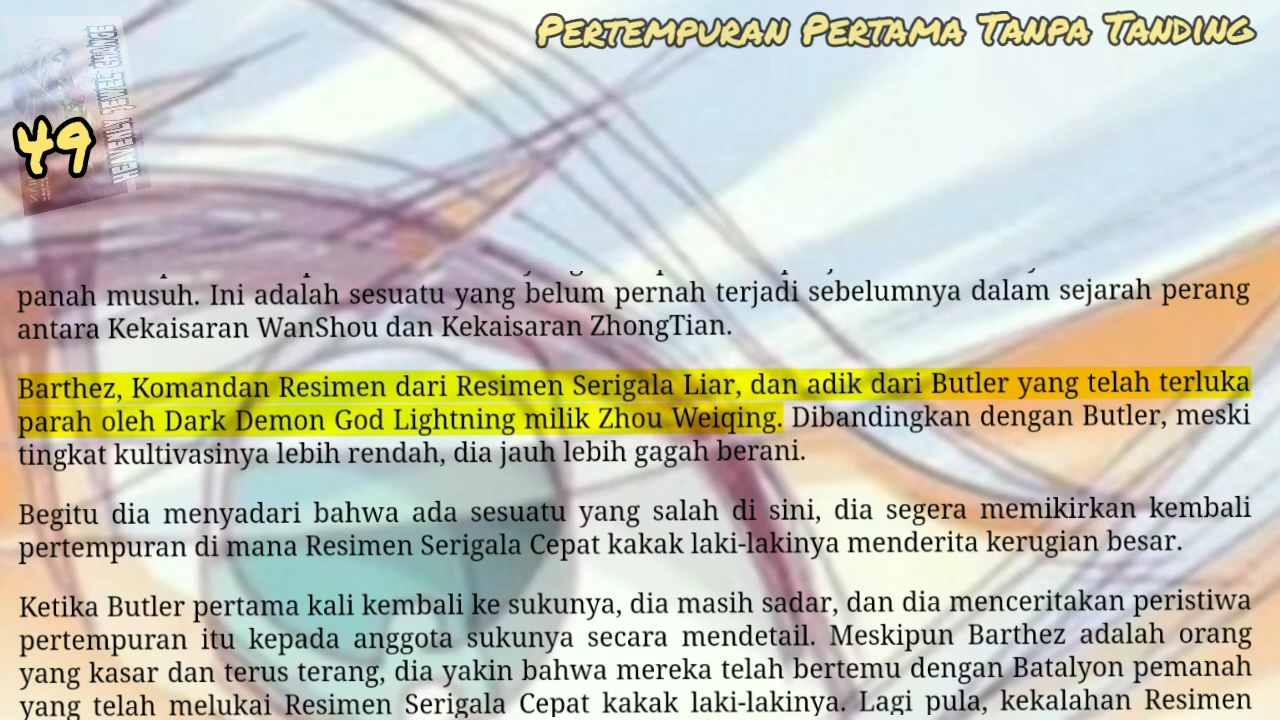 PERTEMPURAN PERTAMA TANPA TANDING
HEAVENLY JEWEL CHANGE
49
panah musuh. Ini adalah sesuatu yang belum pernah terjadi sebelumnya dalam sejarah perang
antara Kekaisaran WanShou dan Kekaisaran ZhongTian.
Barthez, Komandan Resimen dari Resimen Serigala Liar, dan adik dari Butler yang telah terluka
parah oleh Dark Demon God Lightning milik Zhou Weiqing. Dibandingkan dengan Butler, meski
tingkat kultivasinya lebih rendah, dia jauh lebih gagah berani.
Begitu dia menyadari bahwa ada sesuatu yang salah di sini, dia segera memikirkan kembali
pertempuran di mana Resimen Serigala Cepat kakak laki-lakinya menderita kerugian besar.
Ketika Butler pertama kali kembali ke sukunya, dia masih sadar, dan dia menceritakan peristiwa
pertempuran itu kepada anggota sukunya secara mendetail. Meskipun Barthez adalah orang
yang kasar dan terus terang, dia yakin bahwa mereka telah bertemu dengan Batalyon pemanah
yang telah melukai Resimen Serigala Cepat kakak laki-lakinya. Lagi pula, kekalahan Resimen